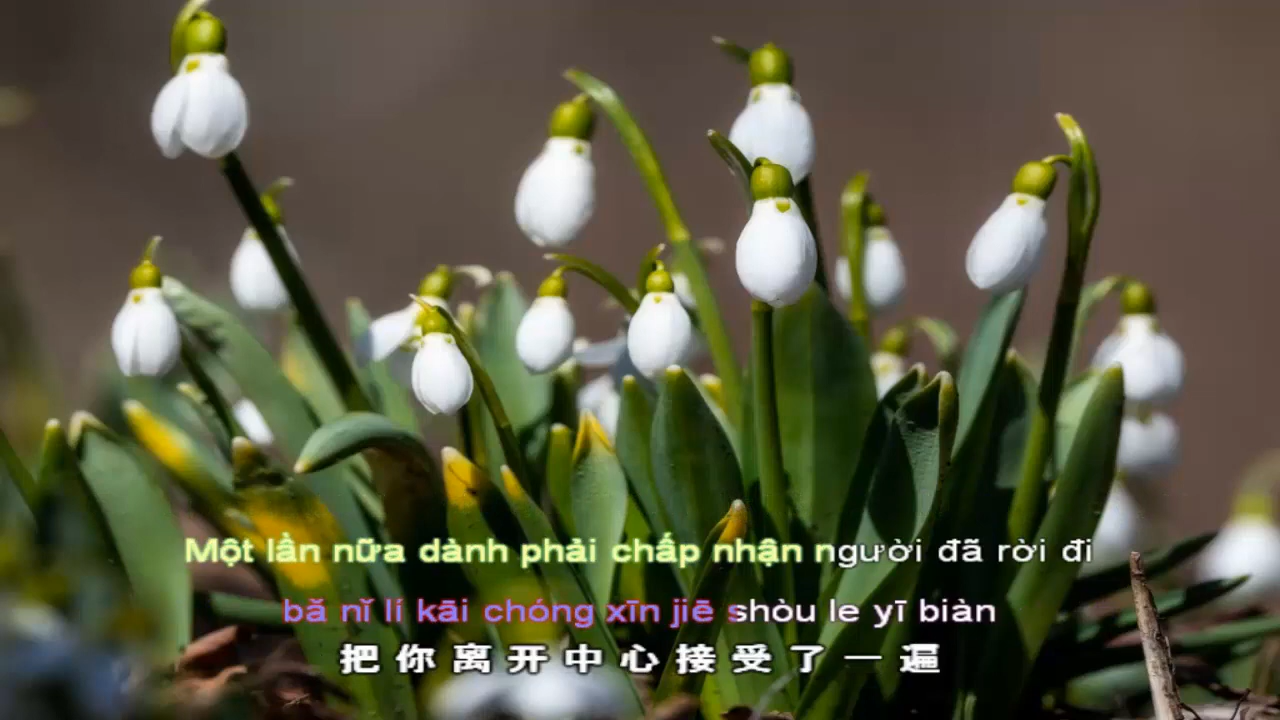 Một lần nữa dành phải chấp nhận người đã rời đi
bǎ nǐ lí kāi chóng xīn jiē shòu le yī biàn
把你离开中心接受了一遍